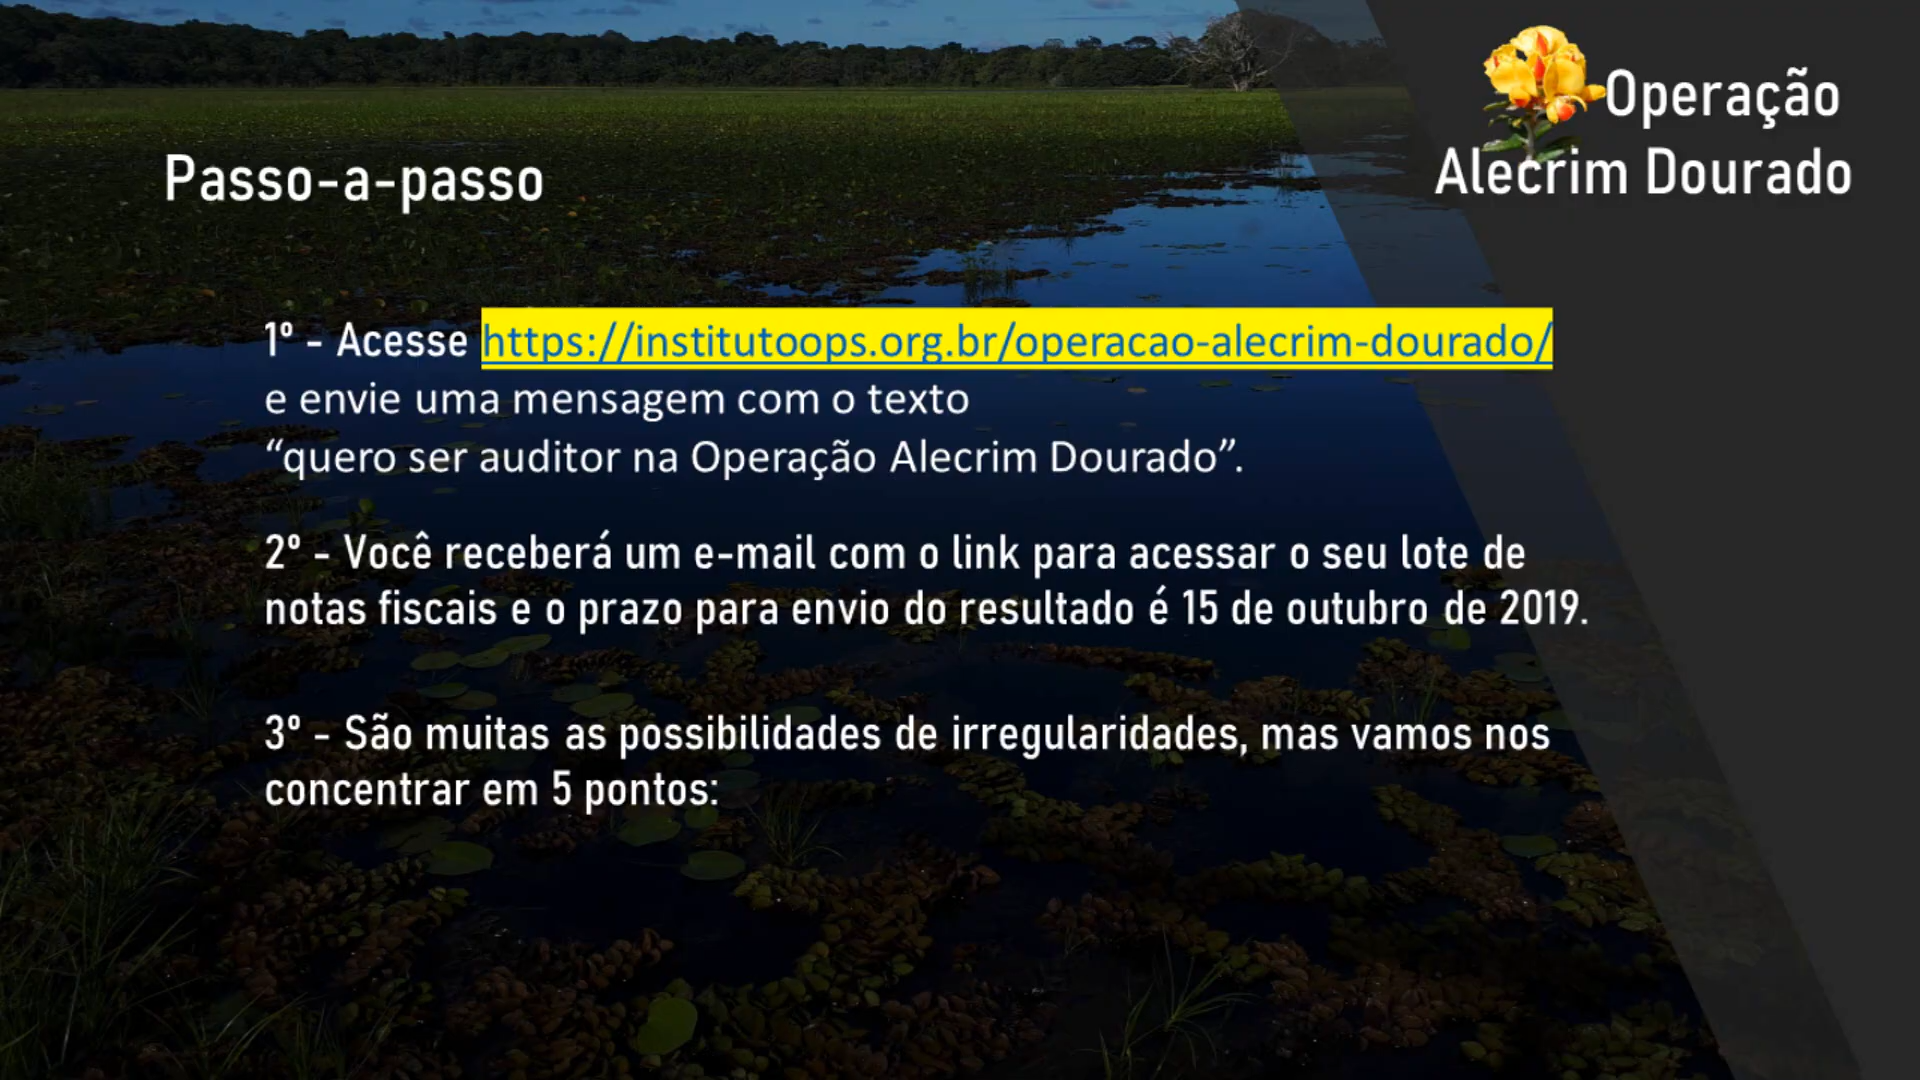 Operação
Alecrim Dourado
Passo-a-passo
1º - Acesse https://institutoops.org.br/operacao-alecrim-dourado/
e envie uma mensagem com o texto
“quero ser auditor na Operação Alecrim Dourado”.
2º - Você receberá um e-mail com o link para acessar o seu lote de
notas fiscais e o prazo para envio do resultado é 15 de outubro de 2019.
3º - São muitas as possibilidades de irregularidades, mas vamos nos
concentrar em 5 pontos: